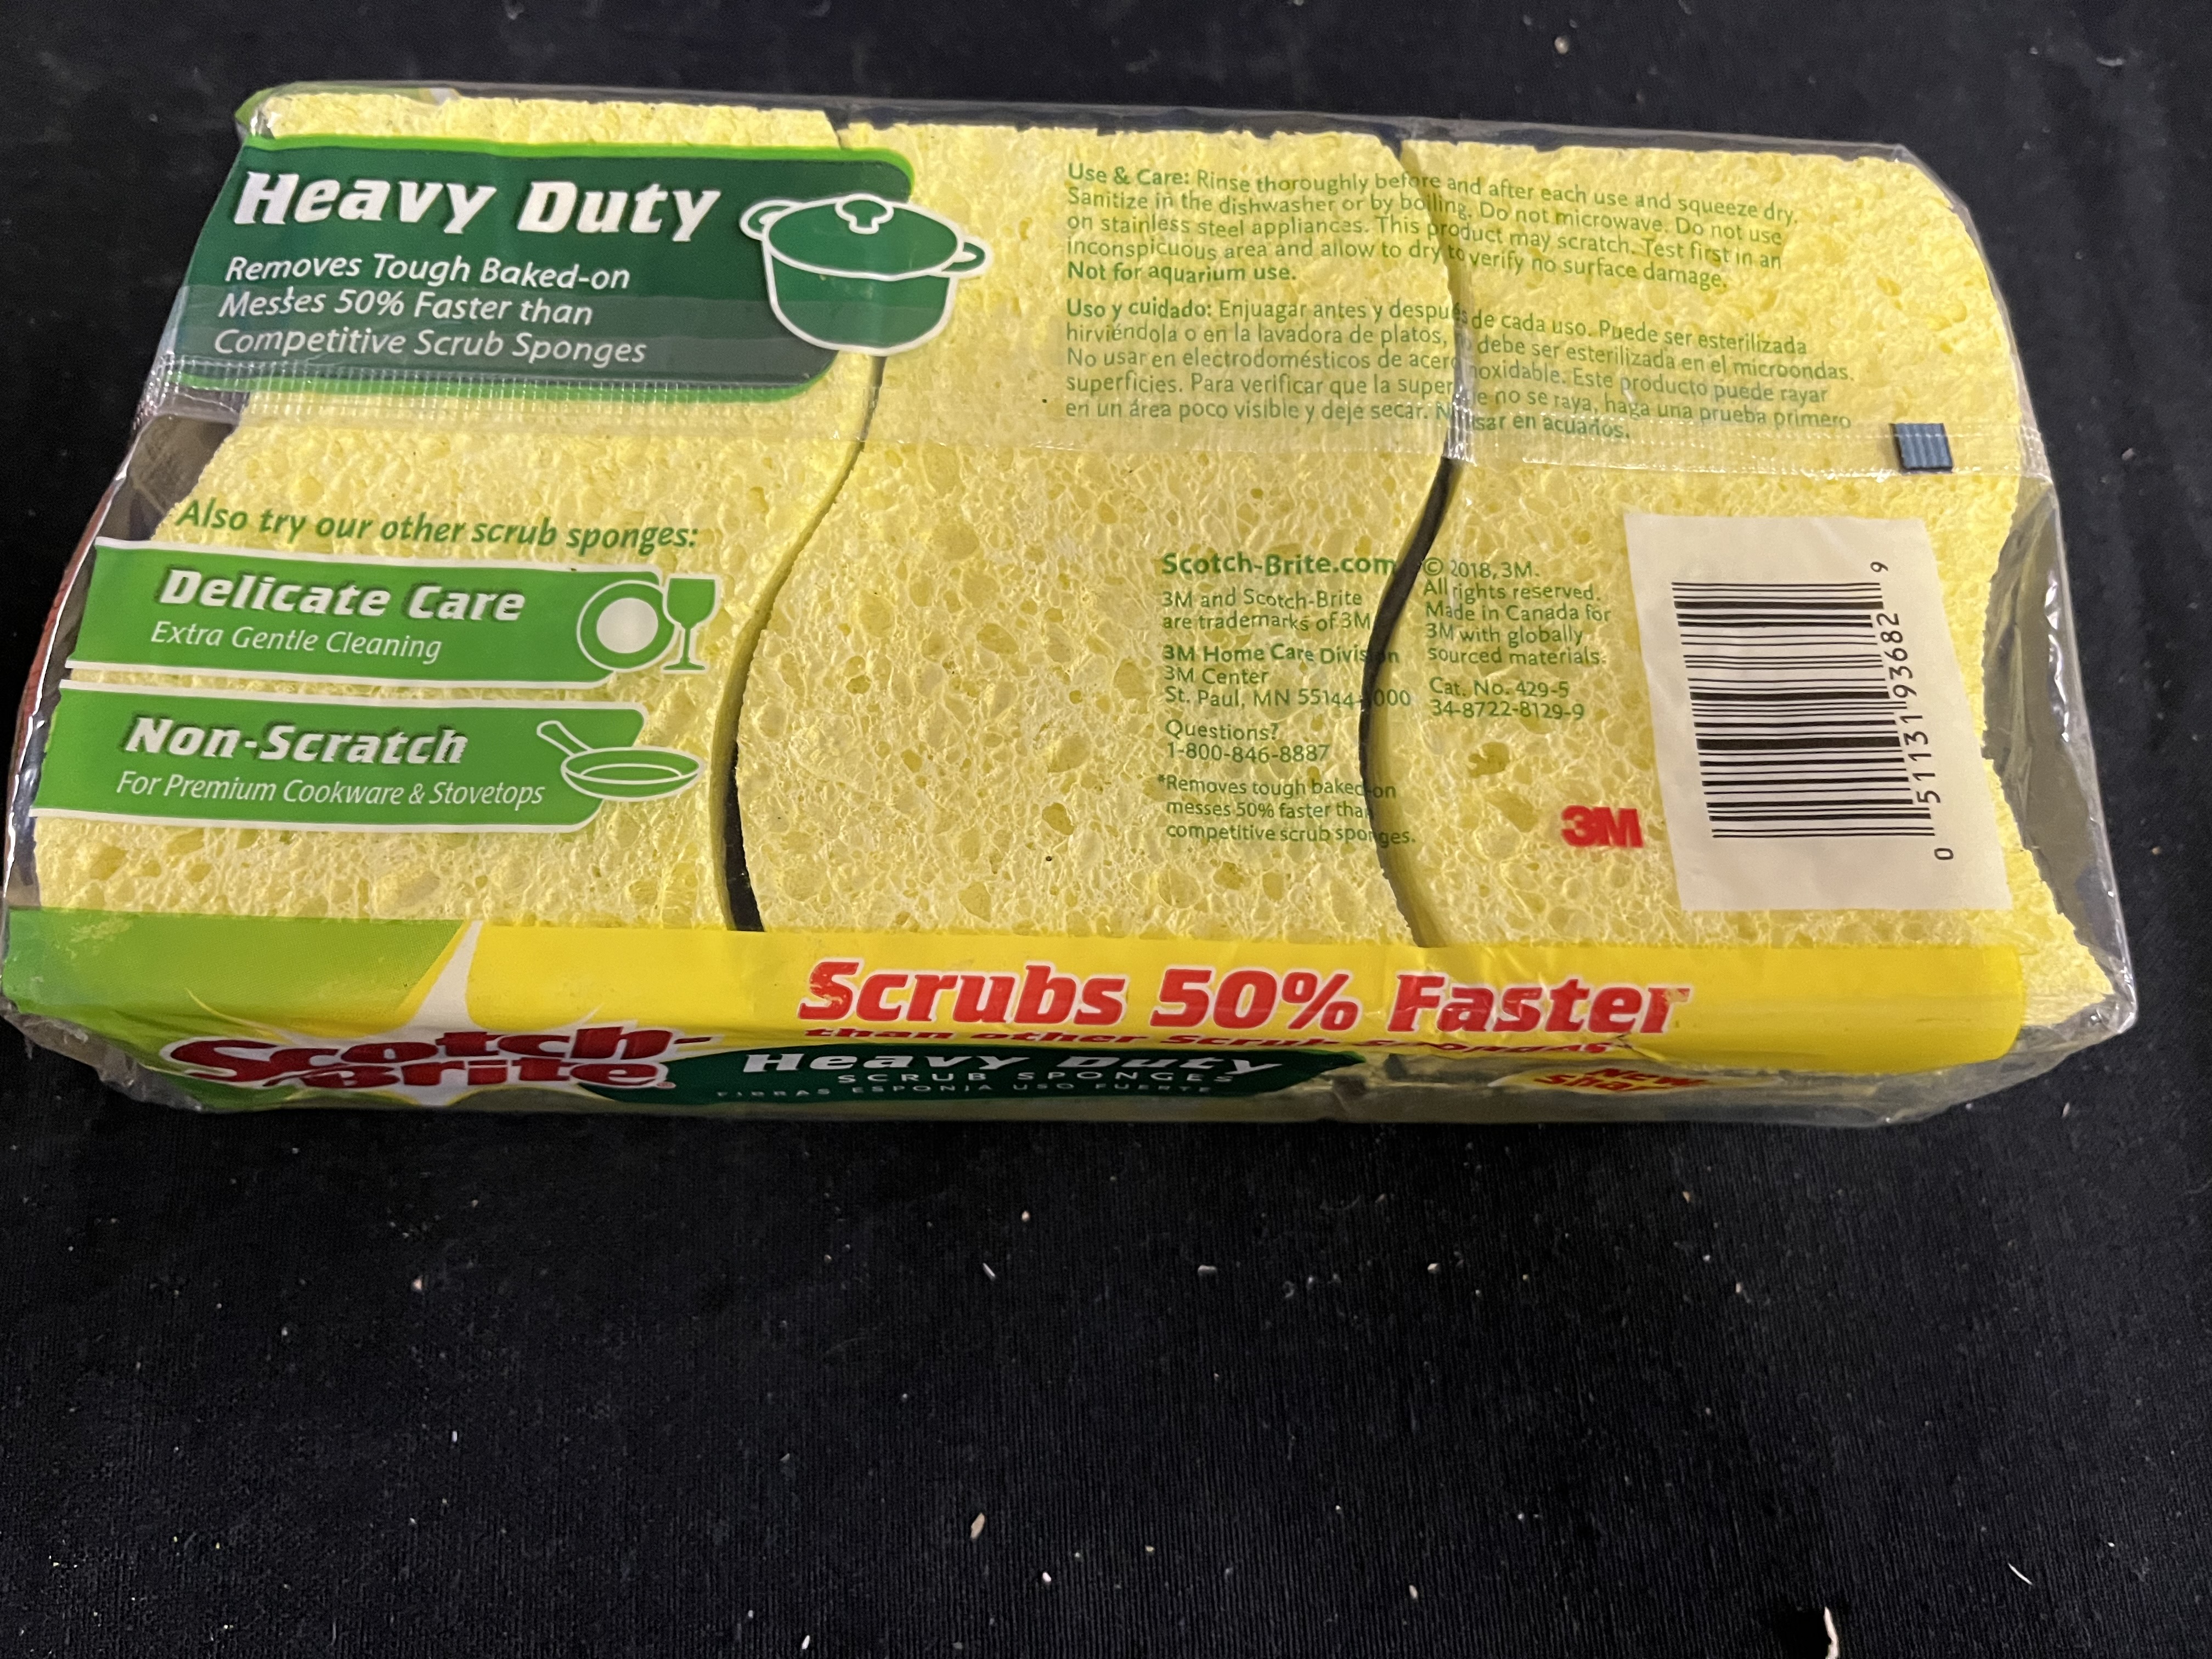 Heavy Duty
Removes Tough Baked-on
Messes 50% Faster than
Competitive Scrub Sponges
Use & Care: Rinse thoroughly before and after each use and squeeze dry.
Sanitize in the dishwasher or by boiling. Do not microwave. Do not use
on stainless steel appliances. This product may scratch. Test first in an
inconspicuous area and allow to dry to verify no surface damage.
Not for aquarium use.
Uso y cuidado: Enjuagar antes y después de cada uso. Puede ser esterilizada
hirviéndola o en la lavadora de platos, debe ser esterilizada en el microondas.
No usar en electrodomésticos de acero inoxidable. Este producto puede rayar
superficies. Para verificar que la superficie no se raya, haga una prueba primero
en un área poco visible y deje secar. No usar en acuarios.
Also try our other scrub sponges:
Delicate Care
Extra Gentle Cleaning
Non-Scratch
For Premium Cookware & Stovetops
Scotch-Brite.com
3M and Scotch-Brite
are trademarks of 3M
3M Home Care Division
3M Center
St. Paul, MN 55144-1000
Questions?
1-800-846-8887
*Removes tough baked-on
messes 50% faster than
competitive scrub sponges.
© 2018, 3M.
All rights reserved.
Made in Canada for
3M with globally
sourced materials.
Cat. No. 429-5
34-8722-8129-9
3M
0 51131 93682 9
Scrubs 50% Faster
than other Scrub Sponges
Scotch-
Brite
Heavy Duty
SCRUB SPONGES
FIBRAS ESPONJA USO FUERTE
New